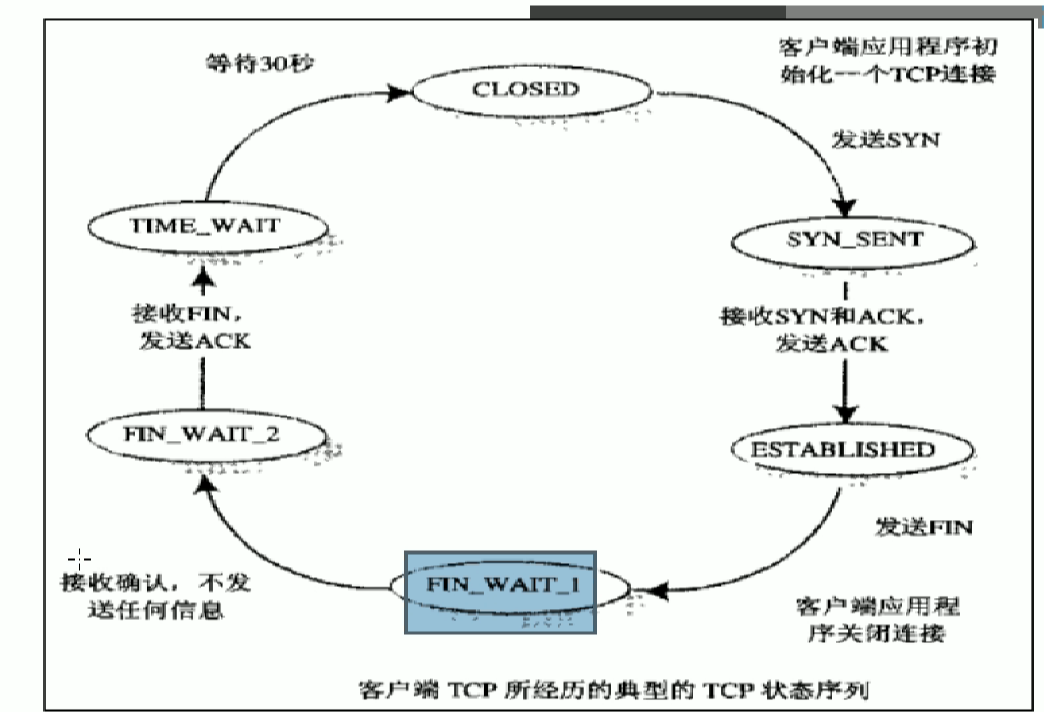 等待30秒
客户端应用程序初
始化一个TCP连接
CLOSED
发送SYN
TIME_WAIT
SYN_SENT
接收FIN，
发送ACK
接收SYN和ACK，
发送ACK
FIN_WAIT_2
ESTABLISHED
发送FIN
接收确认，不发
送任何信息
FIN_WAIT_1
客户端应用程
序关闭连接
客户端 TCP 所经历的典型的 TCP 状态序列